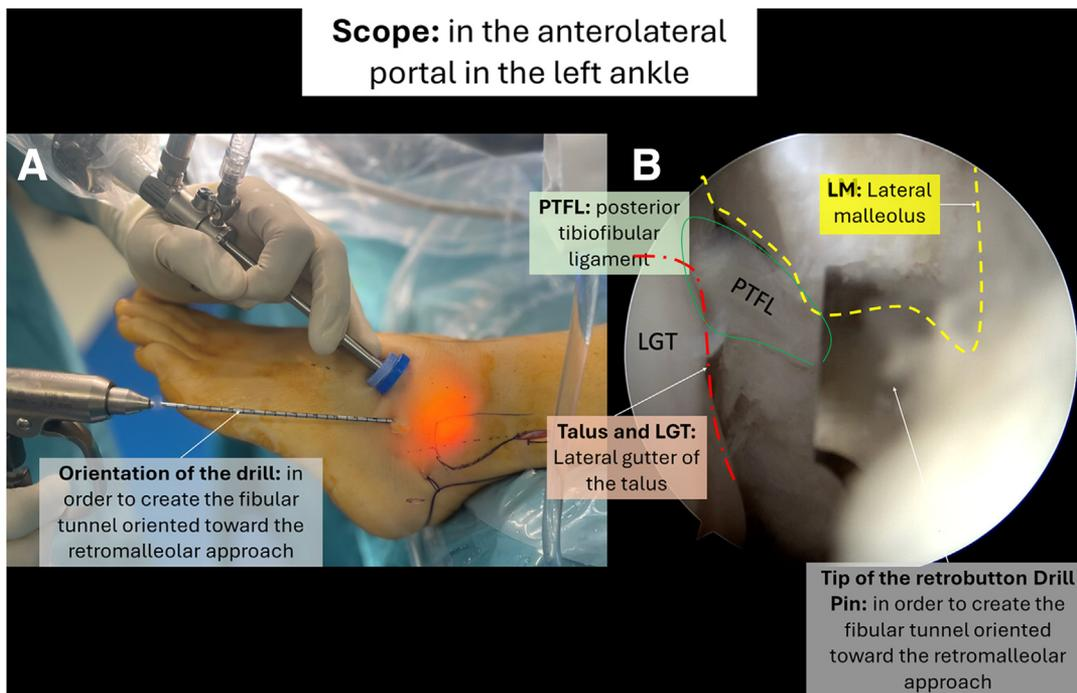 Scope: in the anterolateral
portal in the left ankle
A
Orientation of the drill: in
order to create the fibular
tunnel oriented toward the
retromalleolar approach
B
PTFL: posterior
tibiofibular
ligament
LM: Lateral
malleolus
PTFL
LGT
Talus and LGT:
Lateral gutter of
the talus
Tip of the retrobutton Drill
Pin: in order to create the
fibular tunnel oriented
toward the retromalleolar
approach